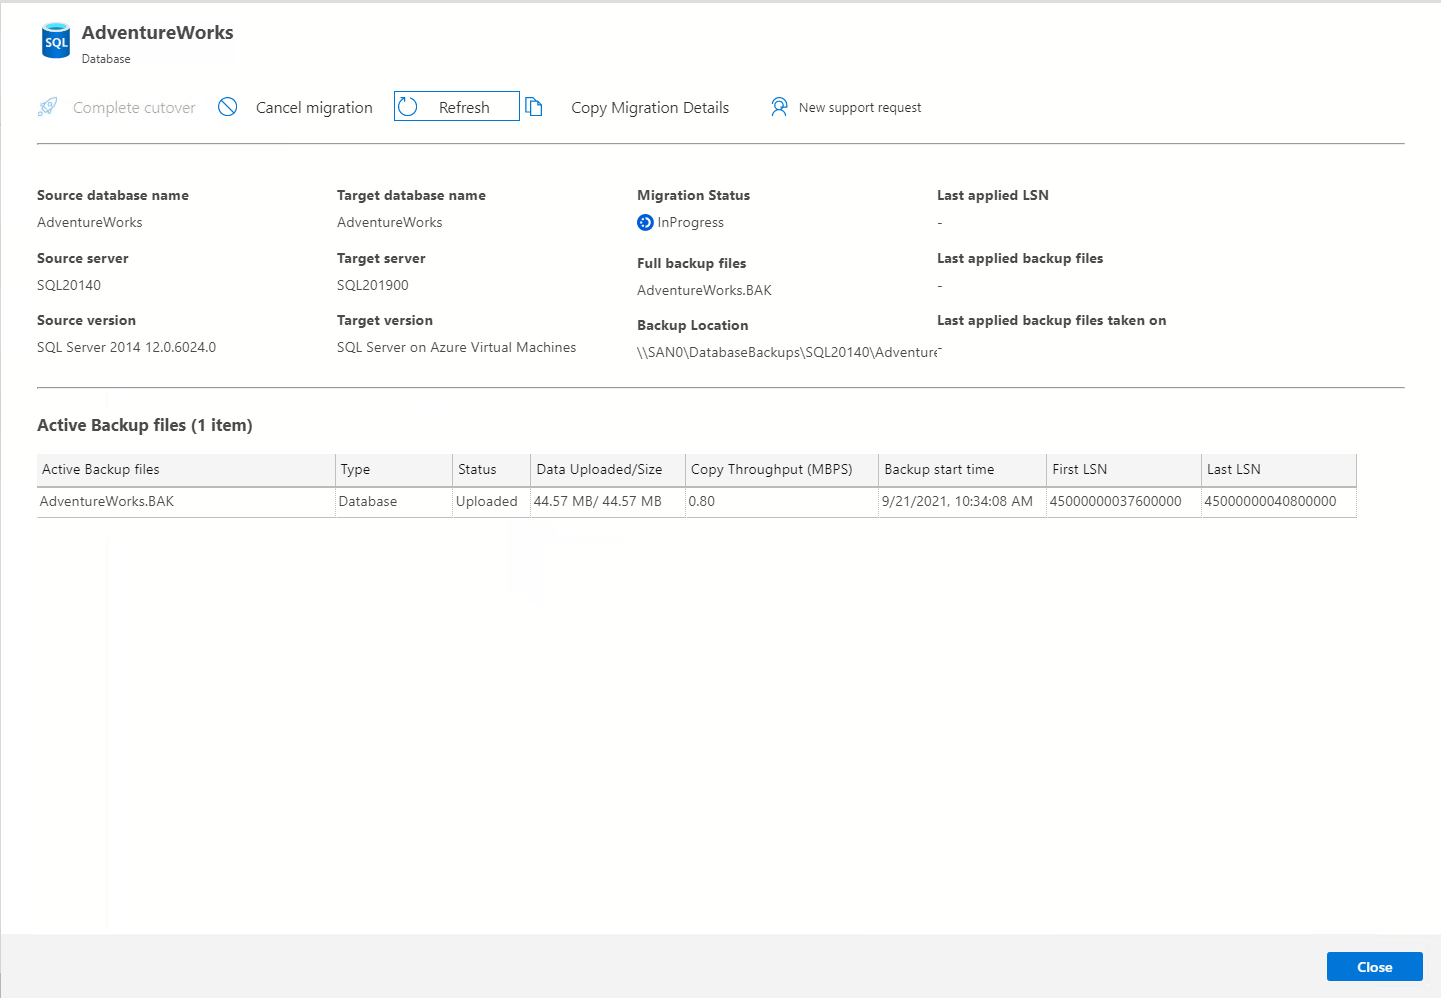 SQL
AdventureWorks
Database
Complete cutover Cancel migration Refresh Copy Migration Details New support request
Source database name Target database name Migration Status Last applied LSN
AdventureWorks AdventureWorks InProgress -
Source server Target server Full backup files Last applied backup files
SQL20140 SQL201900 AdventureWorks.BAK -
Source version Target version Backup Location Last applied backup files taken on
SQL Server 2014 12.0.6024.0 SQL Server on Azure Virtual Machines \\SAN0\DatabaseBackups\SQL20140\Adventure -
Active Backup files (1 item)
Active Backup files Type Status Data Uploaded/Size Copy Throughput (MBPS) Backup start time First LSN Last LSN
AdventureWorks.BAK Database Uploaded 44.57 MB/ 44.57 MB 0.80 9/21/2021, 10:34:08 AM 45000000037600000 45000000040800000
Close